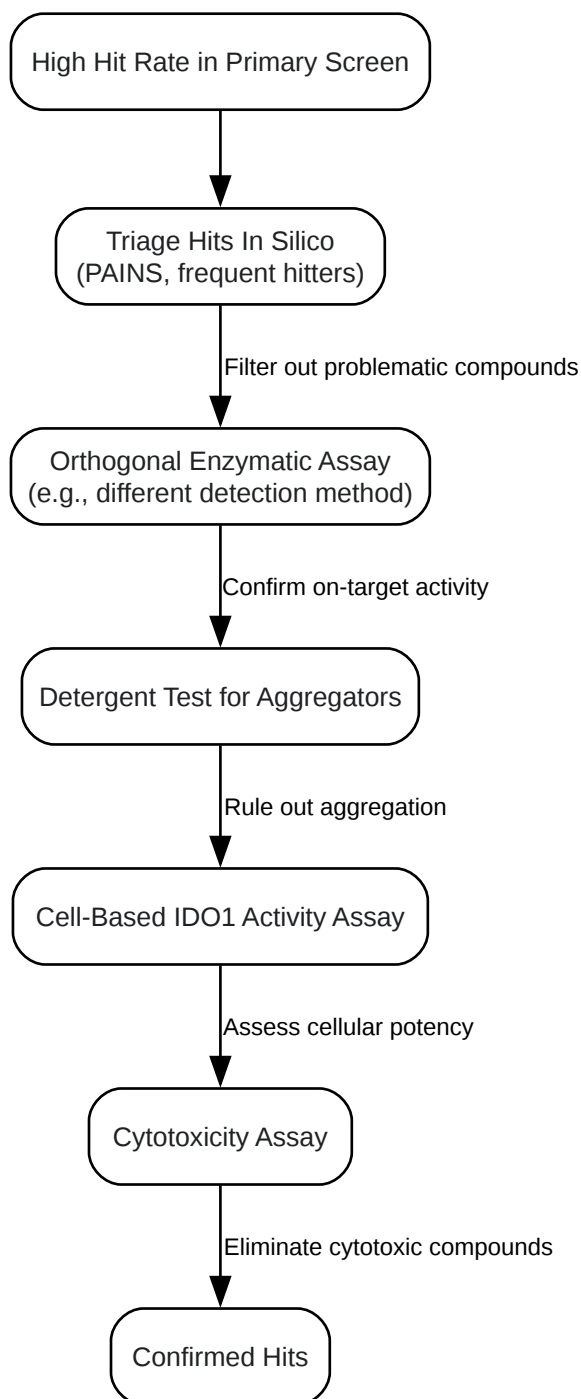 High Hit Rate in Primary Screen
Triage Hits In Silico
(PAINS, frequent hitters)
Filter out problematic compounds
Orthogonal Enzymatic Assay
(e.g., different detection method)
Confirm on-target activity
Detergent Test for Aggregators
Rule out aggregation
Cell-Based IDO1 Activity Assay
Assess cellular potency
Cytotoxicity Assay
Eliminate cytotoxic compounds
Confirmed Hits